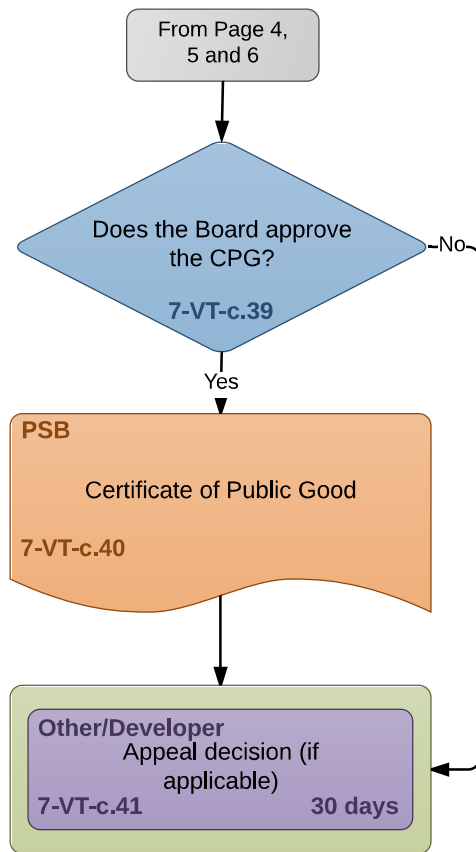 From Page 4,
5 and 6
Does the Board approve
the CPG?
7-VT-c.39
No
Yes
PSB
Certificate of Public Good
7-VT-c.40
Other/Developer
Appeal decision (if
applicable)
7-VT-c.41 30 days